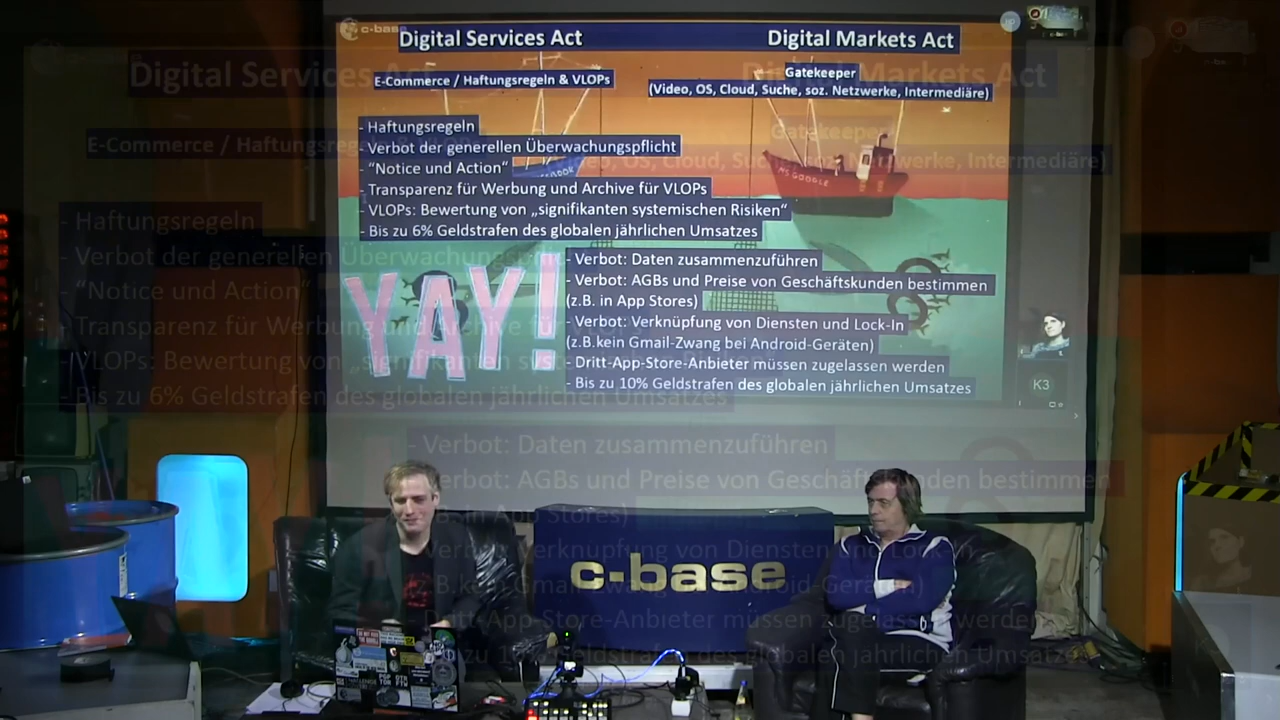 c-base
Digital Services Act
Digital Markets Act
E-Commerce / Haftungsregeln & VLOPs
Gatekeeper
(Video, OS, Cloud, Suche, soz. Netzwerke, Intermediäre)
- Haftungsregeln
- Verbot der generellen Überwachungspflicht
- “Notice und Action“
- Transparenz für Werbung und Archive für VLOPs
- VLOPs: Bewertung von „signifikanten systemischen Risiken“
- Bis zu 6% Geldstrafen des globalen jährlichen Umsatzes
MS GOOGLE
YAY!
- Verbot: Daten zusammenzuführen
- Verbot: AGBs und Preise von Geschäftskunden bestimmen
(z.B. in App Stores)
- Verbot: Verknüpfung von Diensten und Lock-In
(z.B.kein Gmail-Zwang bei Android-Geräten)
- Dritt-App-Store-Anbieter müssen zugelassen werden
- Bis zu 10% Geldstrafen des globalen jährlichen Umsatzes
K3
c-base